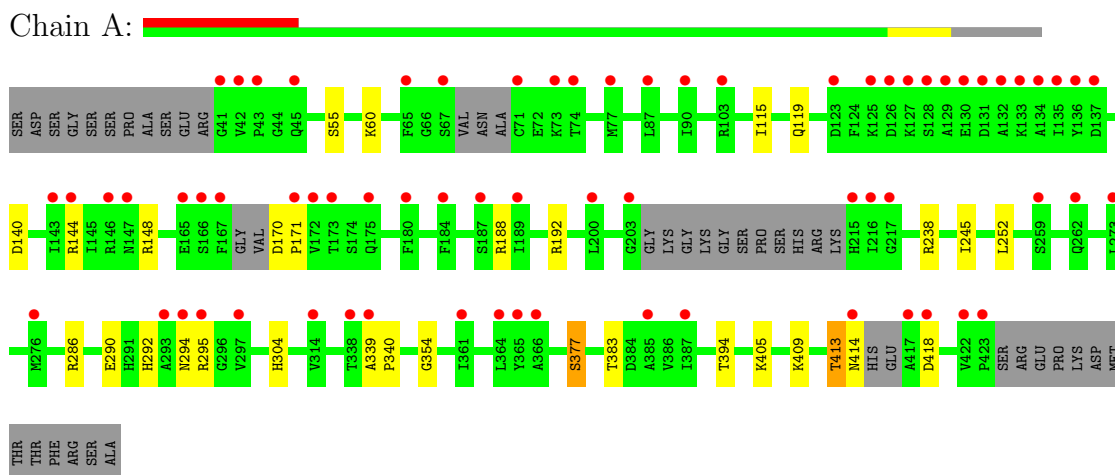 Chain A:
SER ASP SER GLY SER SER PRO ALA SER GLU ARG G41 V42 P43 G44 Q45 S55 K60 F65 G66 S67 VAL ASN ALA C71 E72 K73 T74 M77 L87 I90 R103 I115 Q119 D123 F124 K125 D126 K127 S128 A129 E130 D131 A132 K133 A134 I135 Y136 D137
D140 I143 R144 I145 R146 N147 R148 E165 S166 F167 GLY VAL D170 P171 V172 T173 S174 Q175 F180 F184 S187 R188 I189 R192 L200 G203 GLY LYS GLY LYS GLY SER PRO SER HIS ARG LYS H215 I216 G217 R238 I245 L252 S259 Q262
M276 R286 E290 H291 H292 A293 N294 R295 G296 V297 H304 V314 T338 A339 P340 G354 I361 L364 Y365 A366 S377 T383 D384 A385 V386 I387 T394 K405 K409 T413 N414 HIS GLU A417 D418 V422 P423 SER ARG GLU PRO LYS ASP MET
THR THR PHE ARG SER ALA